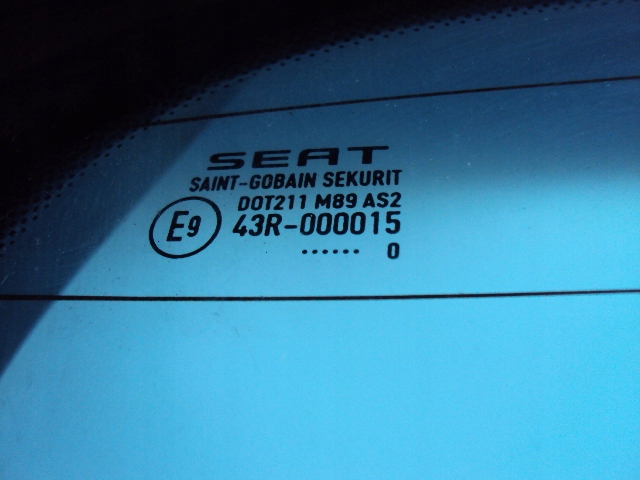 SEAT
SAINT-GOBAIN SEKURIT
DOT211 M89 AS2
E9 43R-000015
...... 0